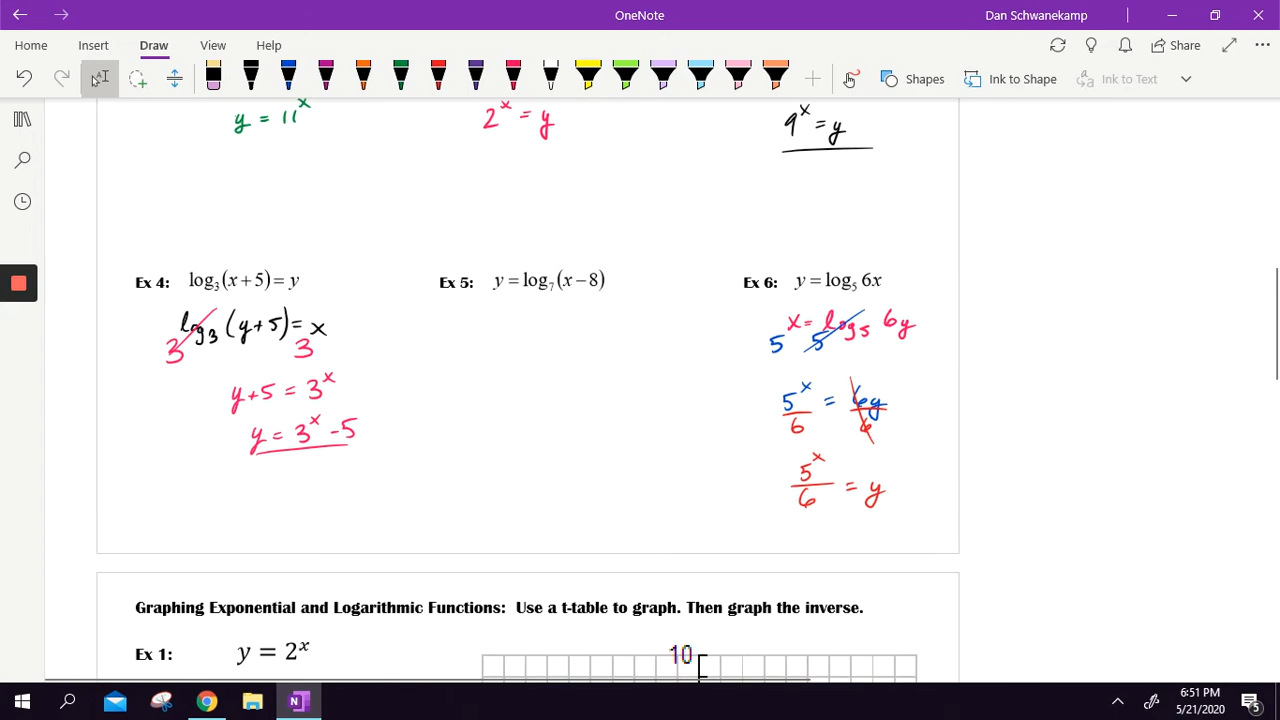 OneNote
Dan Schwanekamp
Home Insert Draw View Help
Share
Shapes Ink to Shape Ink to Text
y = 11^x
2^x = y
9^x = y
Ex 4: log₃(x + 5) = y
Ex 5: y = log₇(x − 8)
Ex 6: y = log₅ 6x
log₃ (y+5) = x
3 3
x = log₅ 6y
5 5
y+5 = 3^x
5^x = 6y
6 6
y = 3^x - 5
5^x/6 = y
Graphing Exponential and Logarithmic Functions: Use a t-table to graph. Then graph the inverse.
Ex 1: y = 2^x
10
6:51 PM
5/21/2020
5